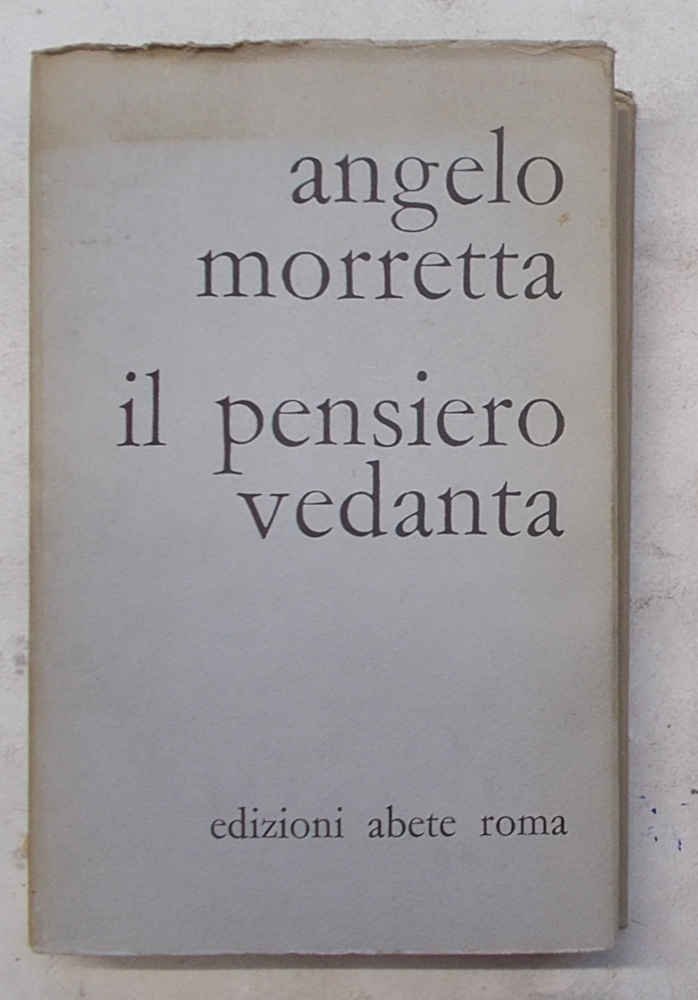 angelo
morretta
il pensiero
vedanta
edizioni abete roma